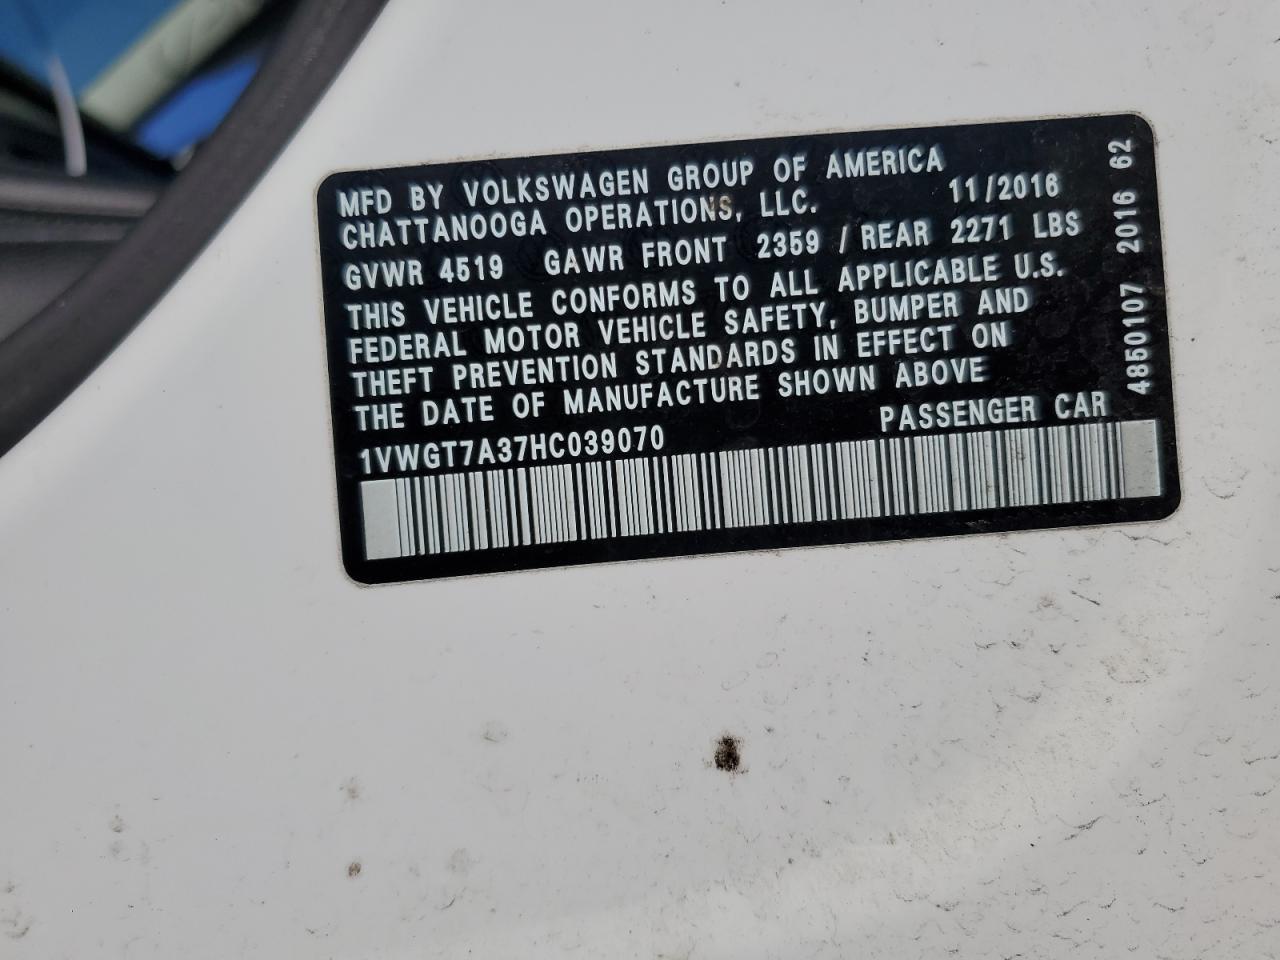 MFD BY VOLKSWAGEN GROUP OF AMERICA
CHATTANOOGA OPERATIONS, LLC. 11/2016
GVWR 4519 GAWR FRONT 2359 / REAR 2271 LBS
THIS VEHICLE CONFORMS TO ALL APPLICABLE U.S.
FEDERAL MOTOR VEHICLE SAFETY, BUMPER AND
THEFT PREVENTION STANDARDS IN EFFECT ON
THE DATE OF MANUFACTURE SHOWN ABOVE
1VWGT7A37HC039070 PASSENGER CAR
4850107 2016 62